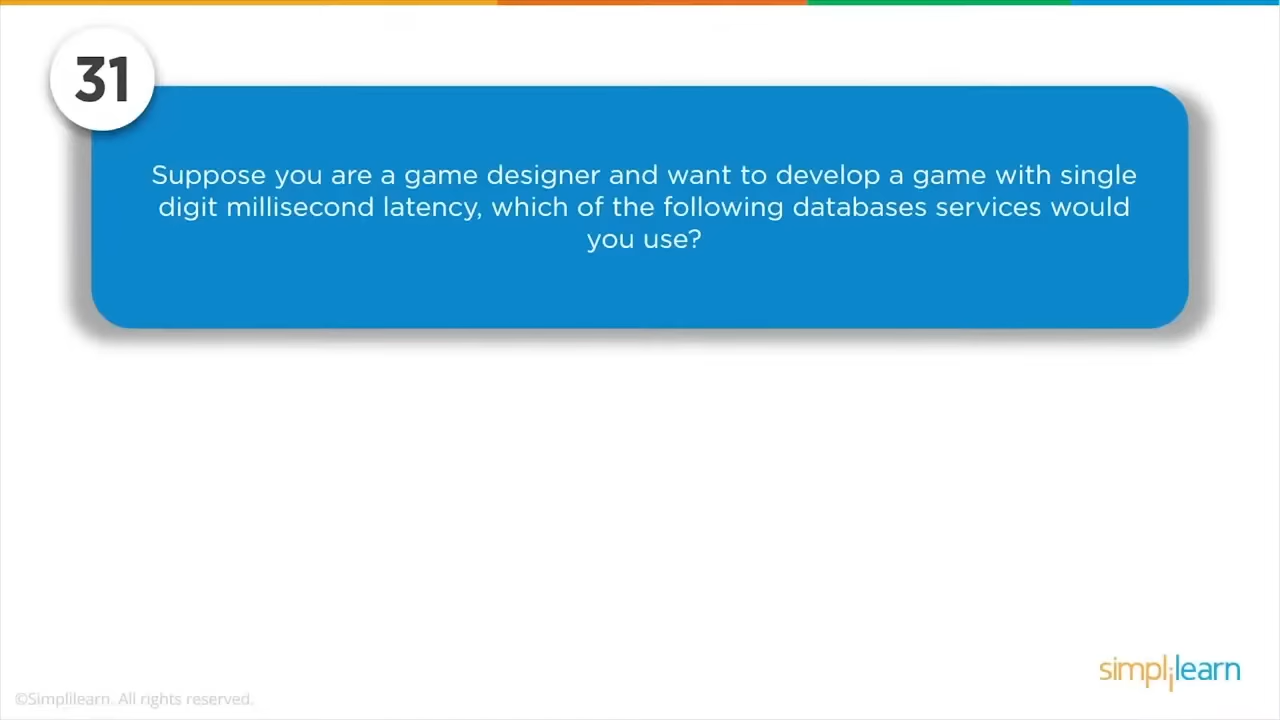 31
Suppose you are a game designer and want to develop a game with single
digit millisecond latency, which of the following databases services would
you use?
simplilearn
©Simplilearn. All rights reserved.